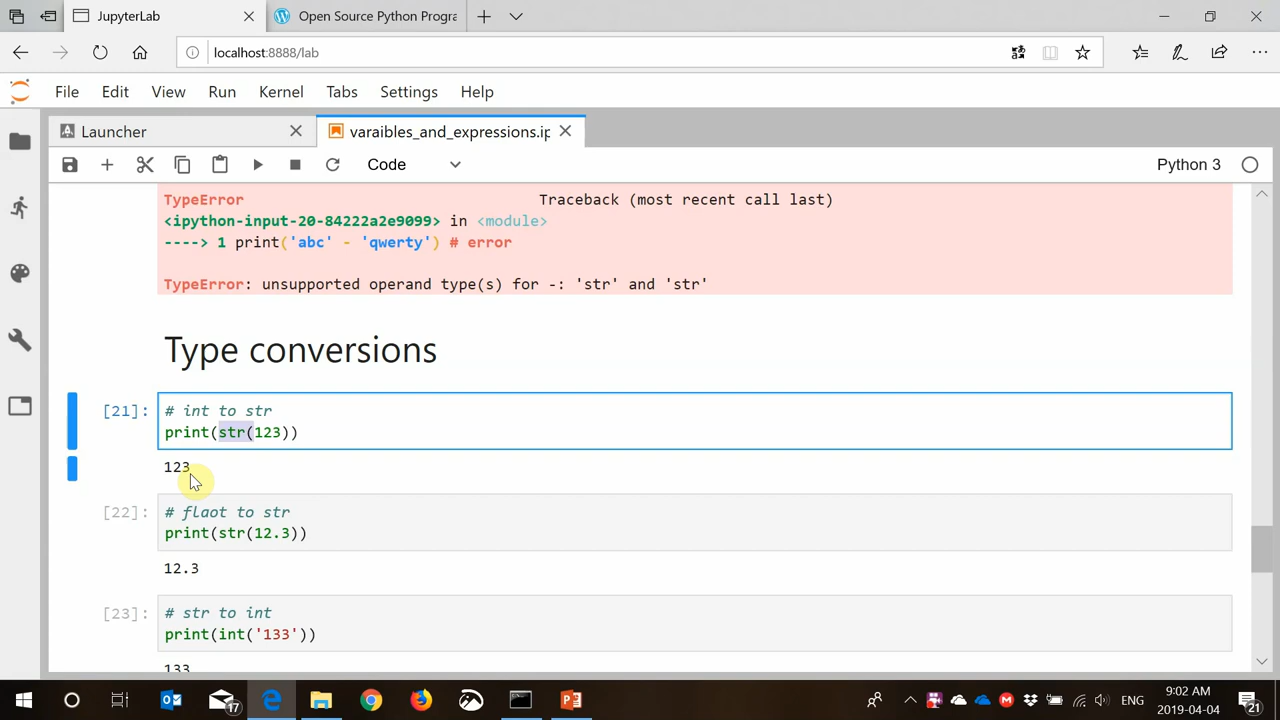 JupyterLab
Open Source Python Progra
localhost:8888/lab
File Edit View Run Kernel Tabs Settings Help
Launcher
varaibles_and_expressions.ip
Code
Python 3
TypeError Traceback (most recent call last)
<ipython-input-20-84222a2e9099> in <module>
----> 1 print('abc' - 'qwerty') # error
TypeError: unsupported operand type(s) for -: 'str' and 'str'
Type conversions
[21]: # int to str
print(str(123))
123
[22]: # flaot to str
print(str(12.3))
12.3
[23]: # str to int
print(int('133'))
133
17
ENG
9:02 AM
2019-04-04
21